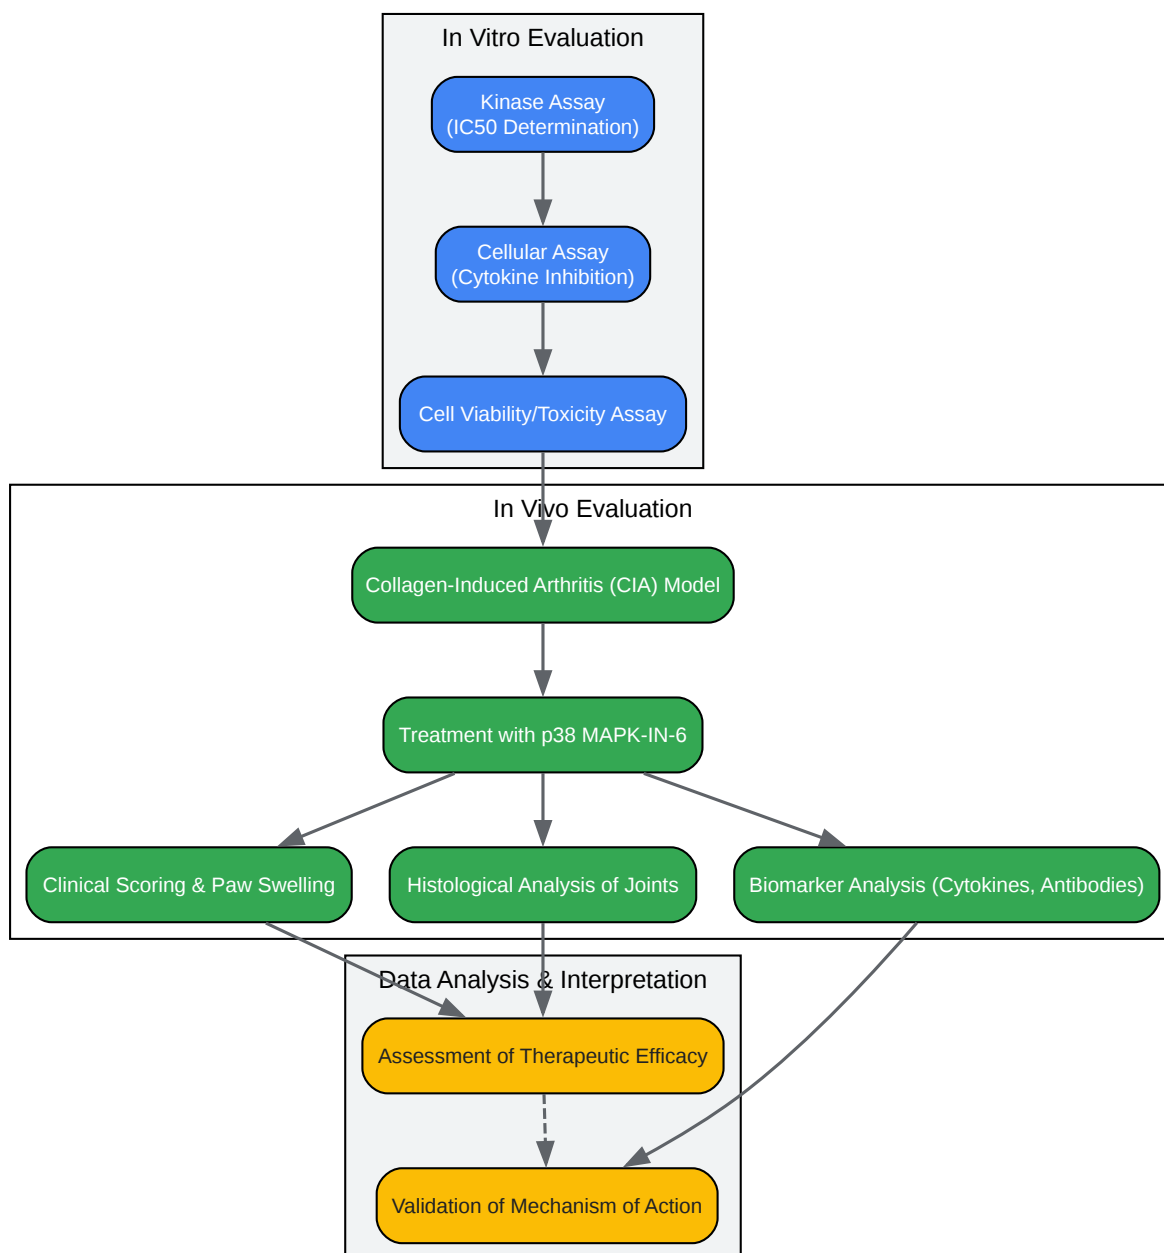 In Vitro Evaluation
Kinase Assay
(IC50 Determination)
Cellular Assay
(Cytokine Inhibition)
Cell Viability/Toxicity Assay
In Vivo Evaluation
Collagen-Induced Arthritis (CIA) Model
Treatment with p38 MAPK-IN-6
Clinical Scoring & Paw Swelling
Histological Analysis of Joints
Biomarker Analysis (Cytokines, Antibodies)
Data Analysis & Interpretation
Assessment of Therapeutic Efficacy
Validation of Mechanism of Action